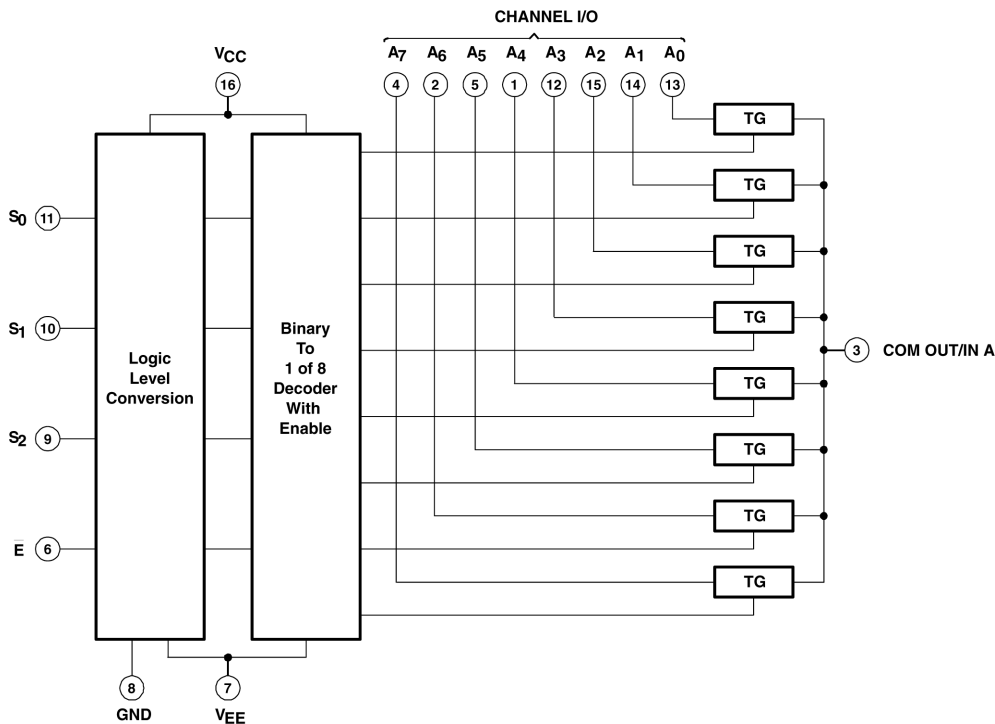 CHANNEL I/O
VCC
A7 A6 A5 A4 A3 A2 A1 A0
16
4 2 5 1 12 15 14 13
TG
TG
S0 11
TG
S1 10
TG
Logic
Level
Conversion
Binary
To
1 of 8
Decoder
With
Enable
3 COM OUT/IN A
TG
S2 9
TG
TG
E̅ 6
TG
8
GND
7
VEE